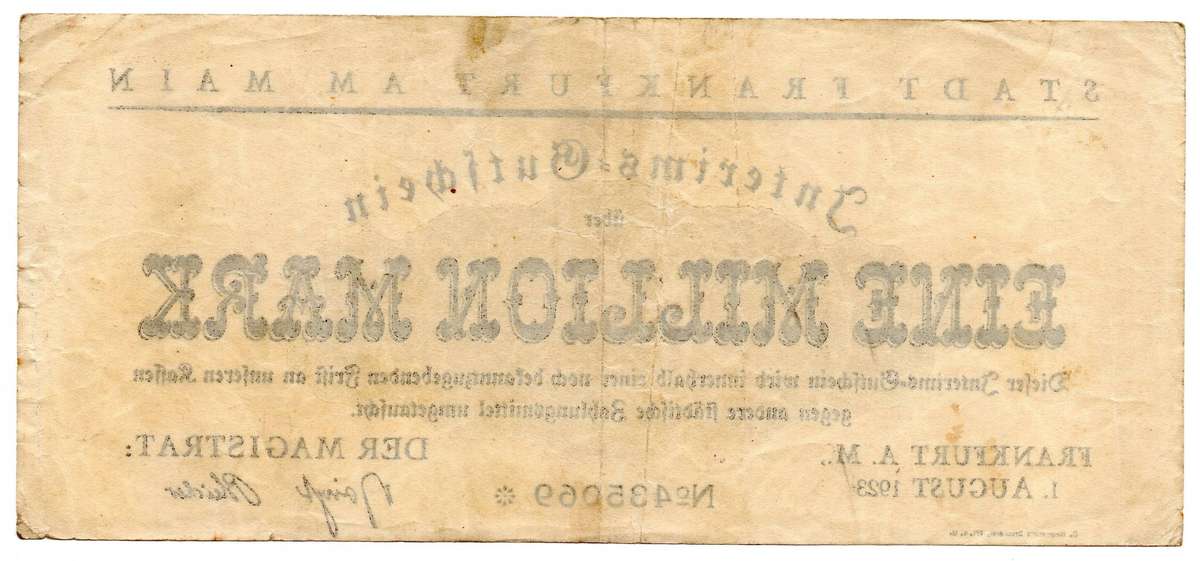 STADT FRANKFURT AM MAIN
Interims-Gutschein
über
EINE MILLION MARK
Dieser Interims-Gutschein wird innerhalb einer noch bekanntzugebenden Frist an unseren Kassen
gegen andere städtische Zahlungsmittel umgetauscht.
FRANKFURT A. M.,
1. AUGUST 1923
№435069 *
DER MAGISTRAT: